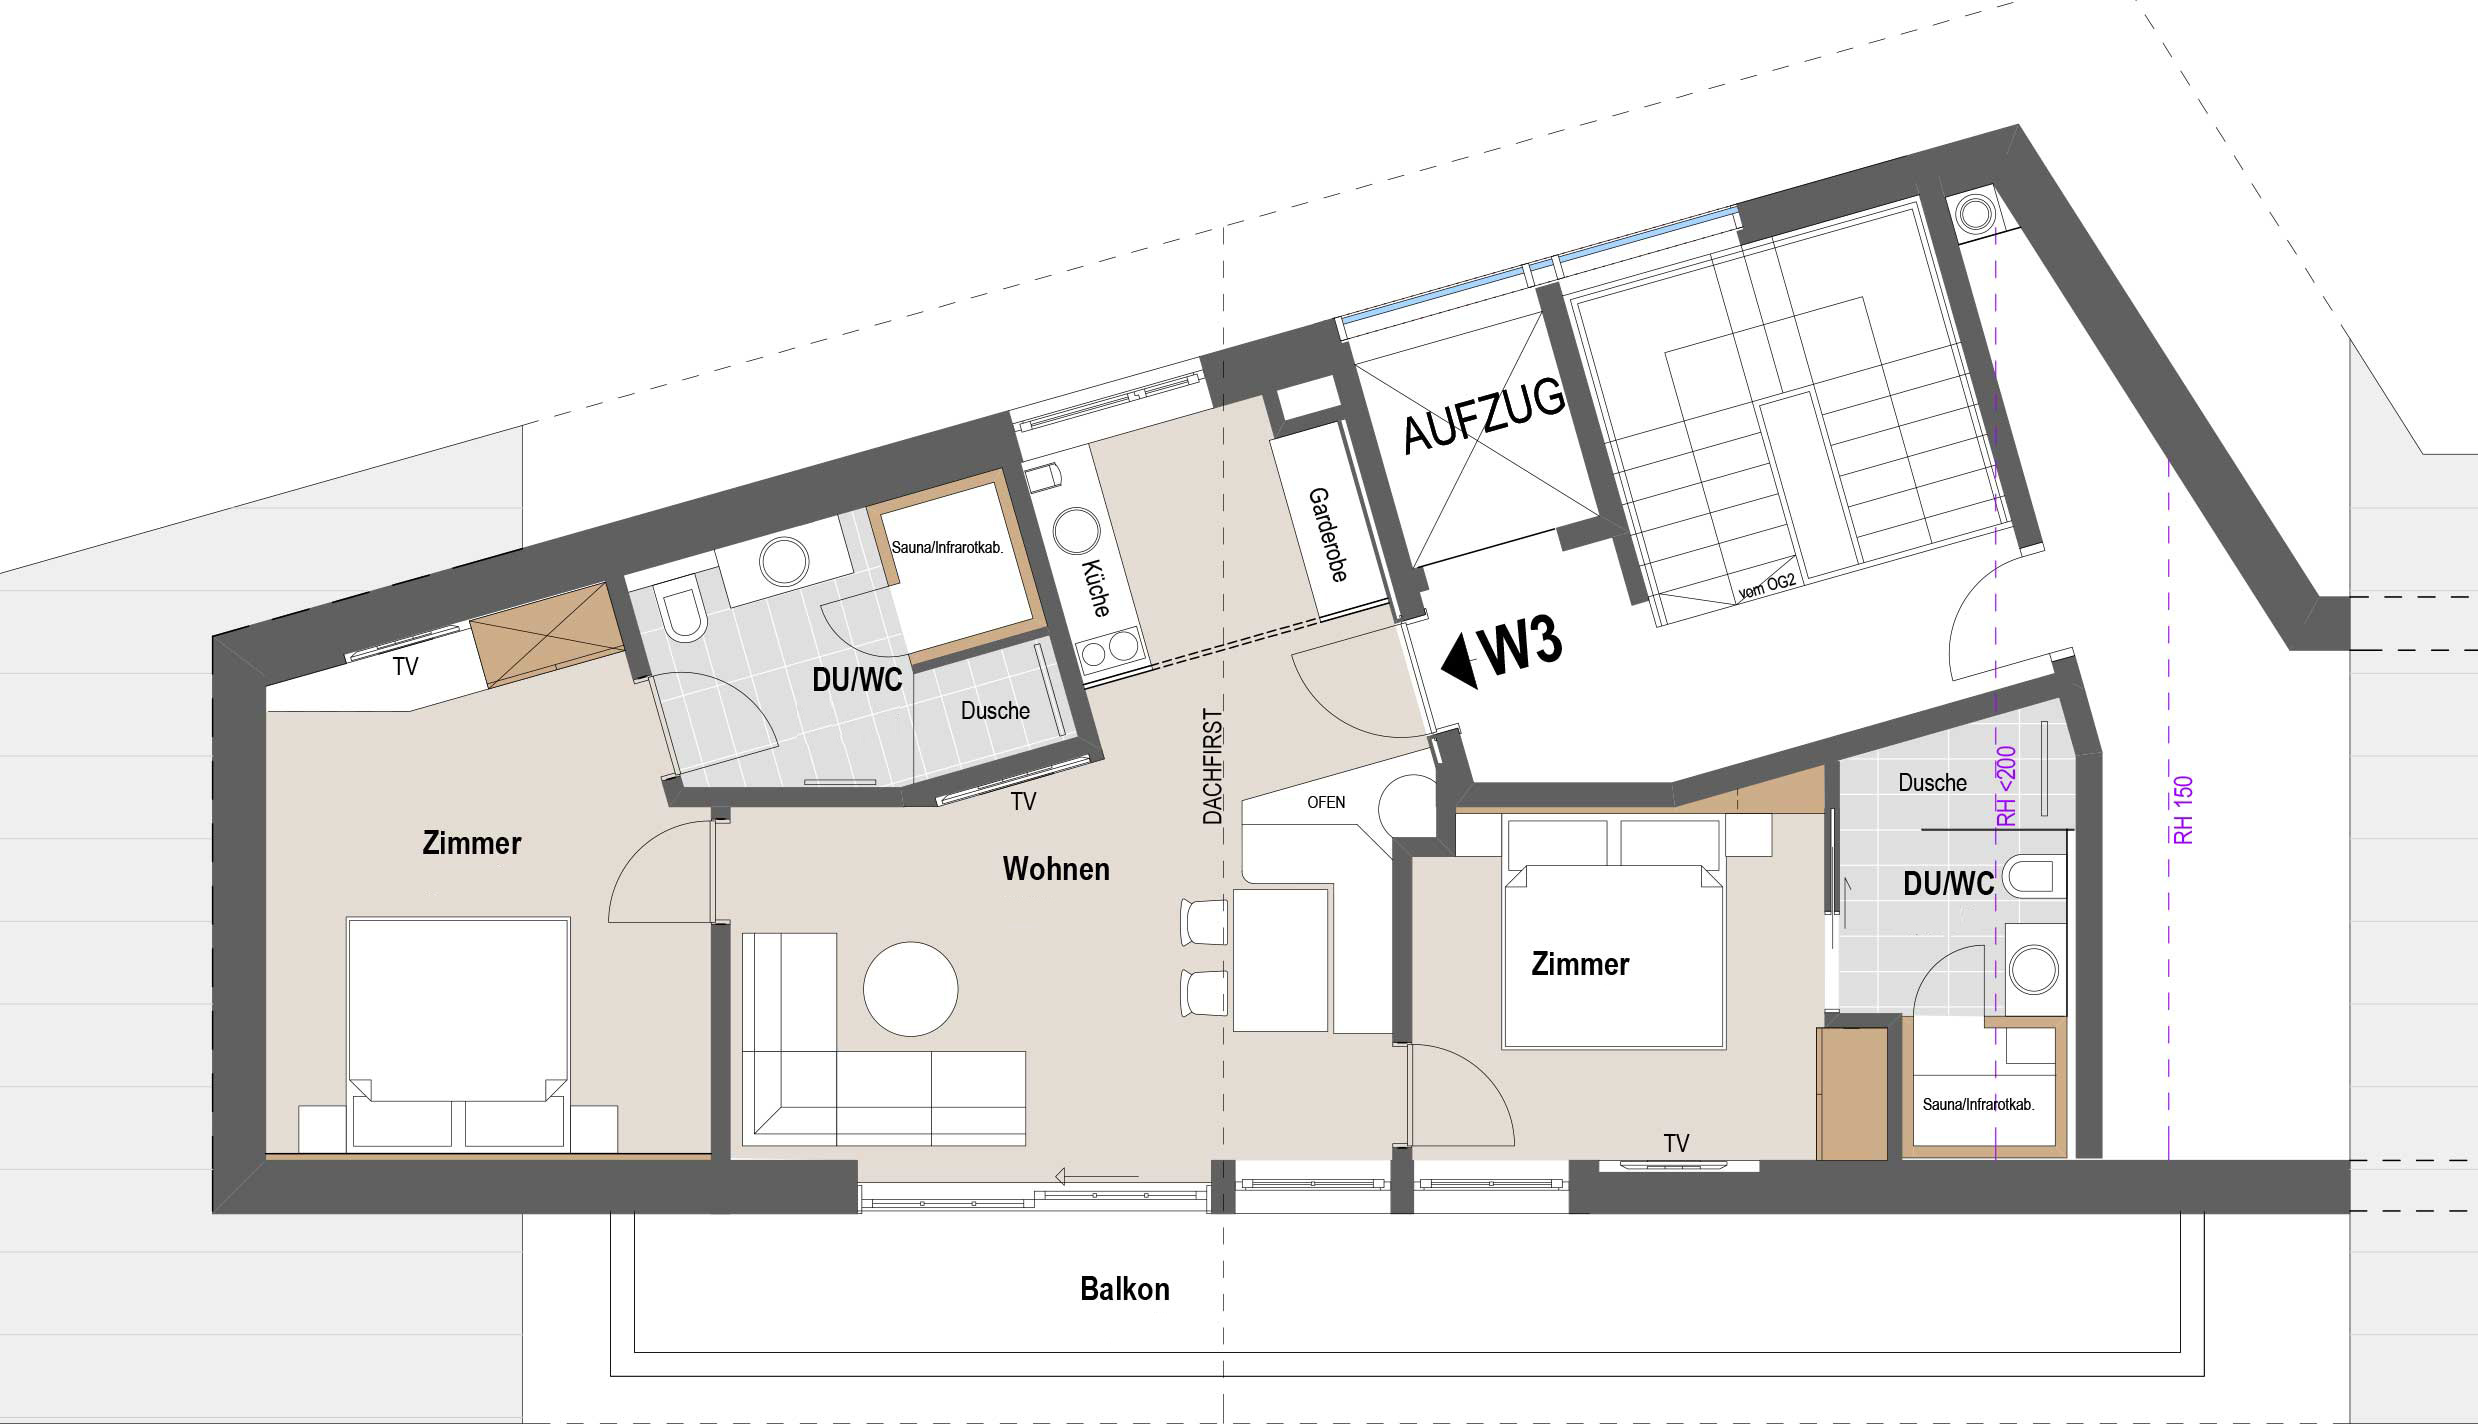 AUFZUG
Garderobe
Sauna/Infrarotkab.
Küche
vom OG2
W3
TV
DU/WC
Dusche
DACHFIRST
TV
OFEN
Dusche
RH <200
RH 150
Zimmer
Wohnen
DU/WC
Zimmer
Sauna/Infrarotkab.
TV
Balkon